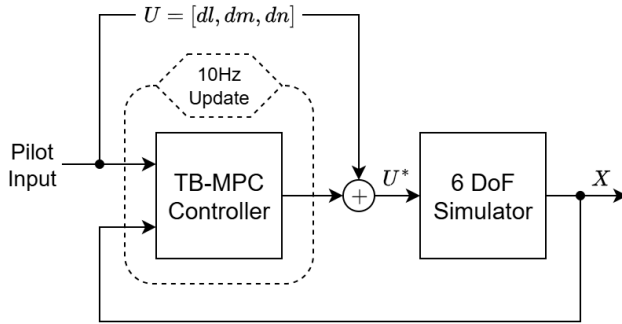 U = [dl, dm, dn]
10Hz
Update
Pilot
Input
TB-MPC
Controller
+
U*
6 DoF
Simulator
X